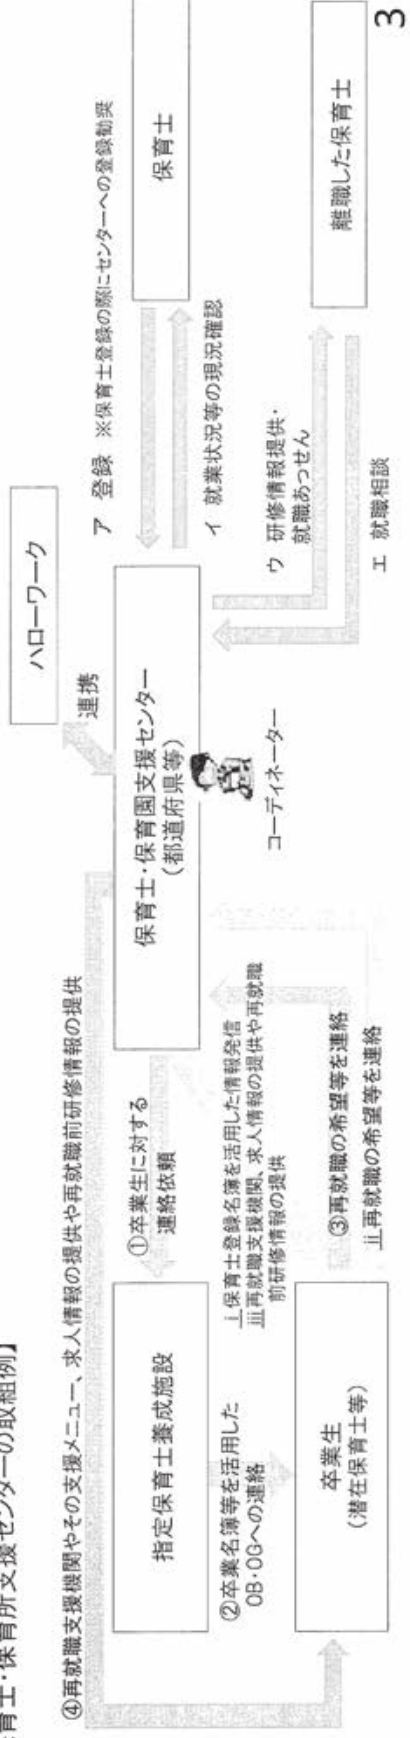 育士・保育所支援センターの取組例】
④再就職支援機関やその支援メニュー、求人情報の提供や再就職前研修情報の提供
ハローワーク
連携
指定保育士養成施設
①卒業生に対する
連絡依頼
保育士・保育園支援センター
（都道府県等）
コーディネーター
ア 登録 ※保育士登録の際にセンターへの登録勧奨
保育士
イ 就業状況等の現況確認
②卒業名簿等を活用した
OB・OGへの連絡
ⅰ保育士登録名簿を活用した情報発信
ⅲ再就職支援機関、求人情報の提供や再就職
前研修情報の提供
ウ 研修情報提供・
就職あっせん
卒業生
（潜在保育士等）
③再就職の希望等を連絡
ⅱ再就職の希望等を連絡
エ 就職相談
離職した保育士
3